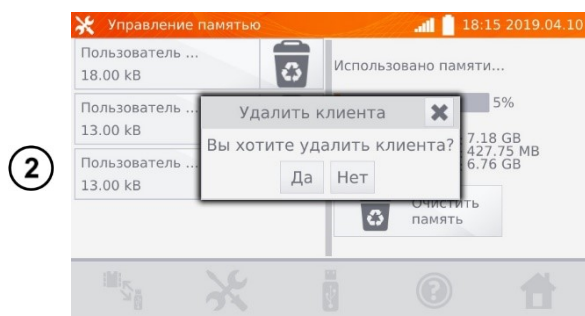 Управление памятью
18:15 2019.04.10
Пользователь ...
18.00 kB
Использовано памяти...
Пользователь ...
13.00 kB
5%
Удалить клиента
Вы хотите удалить клиента?
Да Нет
7.18 GB
427.75 MB
6.76 GB
2
Пользователь ...
13.00 kB
Очистить
память